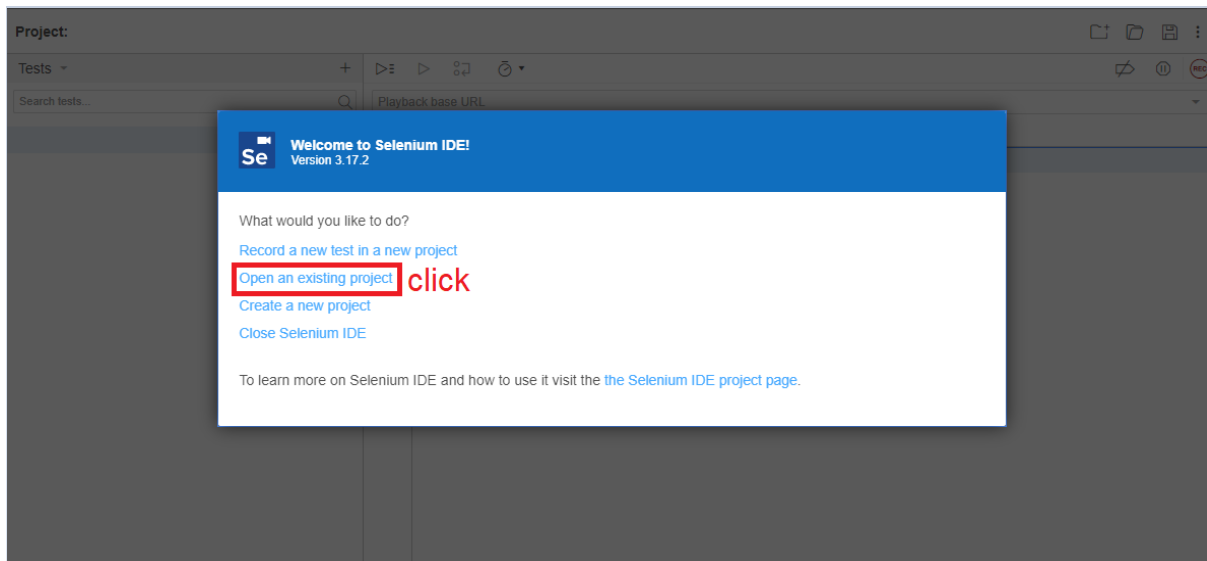 Project:
Tests
Search tests...
Playback base URL
REC
Se
Welcome to Selenium IDE!
Version 3.17.2
What would you like to do?
Record a new test in a new project
Open an existing project click
Create a new project
Close Selenium IDE
To learn more on Selenium IDE and how to use it visit the the Selenium IDE project page.